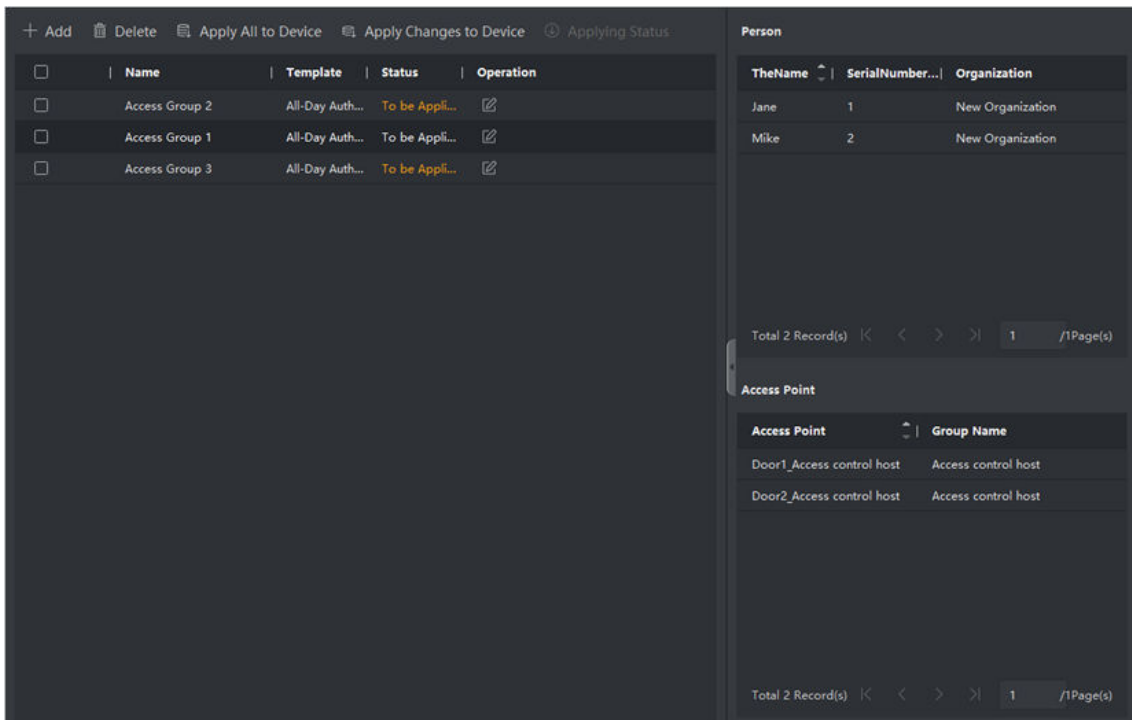 Add Delete Apply All to Device Apply Changes to Device Applying Status
Name Template Status Operation
Access Group 2 All-Day Auth... To be Appli...
Access Group 1 All-Day Auth... To be Appli...
Access Group 3 All-Day Auth... To be Appli...
Person
TheName SerialNumber... Organization
Jane 1 New Organization
Mike 2 New Organization
Total 2 Record(s) 1 /1Page(s)
Access Point
Access Point Group Name
Door1_Access control host Access control host
Door2_Access control host Access control host
Total 2 Record(s) 1 /1Page(s)